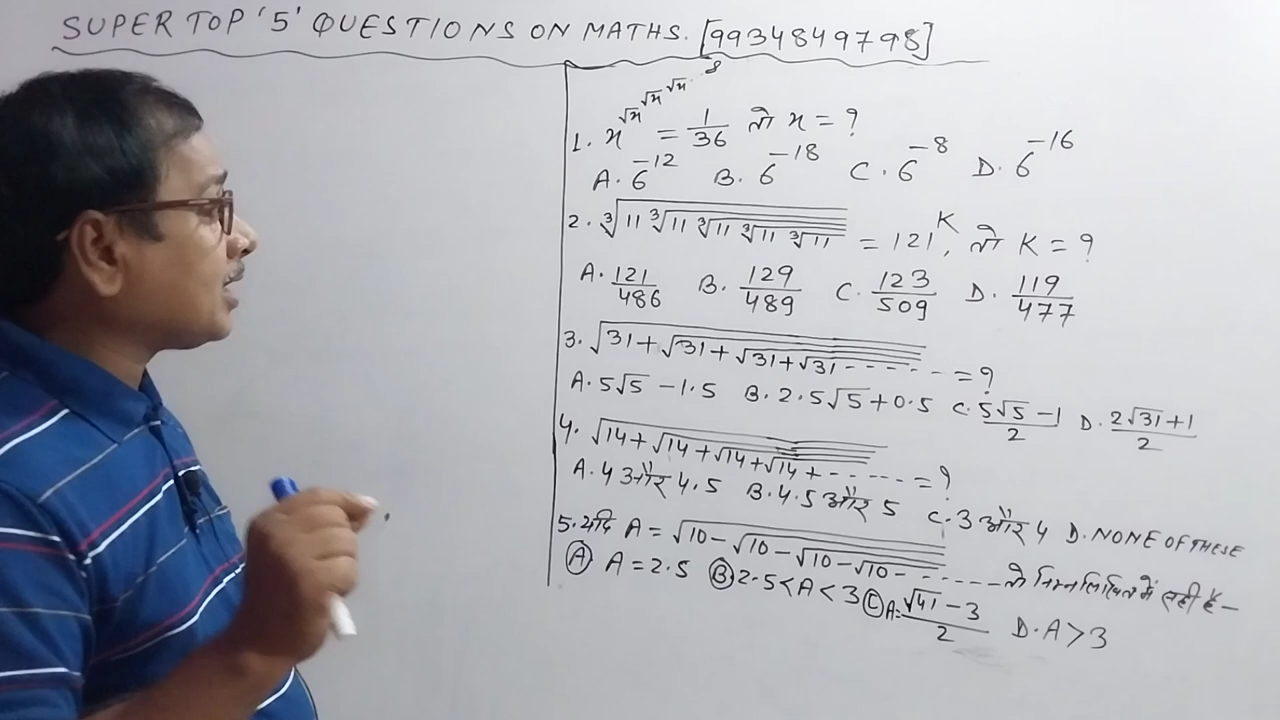 SUPER TOP '5' QUESTIONS ON MATHS. [9934849798]
1. x^√x^√x^√x...∞ = 1/36 तो x = ?
A. 6^-12 B. 6^-18 C. 6^-8 D. 6^-16
2. ∛11 ∛11 ∛11 ∛11 ∛11 = 121^K, तो K = ?
A. 121/486 B. 129/489 C. 123/509 D. 119/477
3. √31+√31+√31+√31------ = ?
A. 5√5 -1.5 B. 2.5√5+0.5 C. 5√5-1/2 D. 2√31+1/2
4. √14+√14+√14+√14+------ = ?
A. 4 और 4.5 B. 4.5 और 5 C. 3 और 4 D. NONE OF THESE
5. यदि A = √10-√10-√10-√10------- तो निम्नलिखित में सही है-
(A) A=2.5 (B) 2.5<A<3 (C) A=√41-3/2 D. A>3